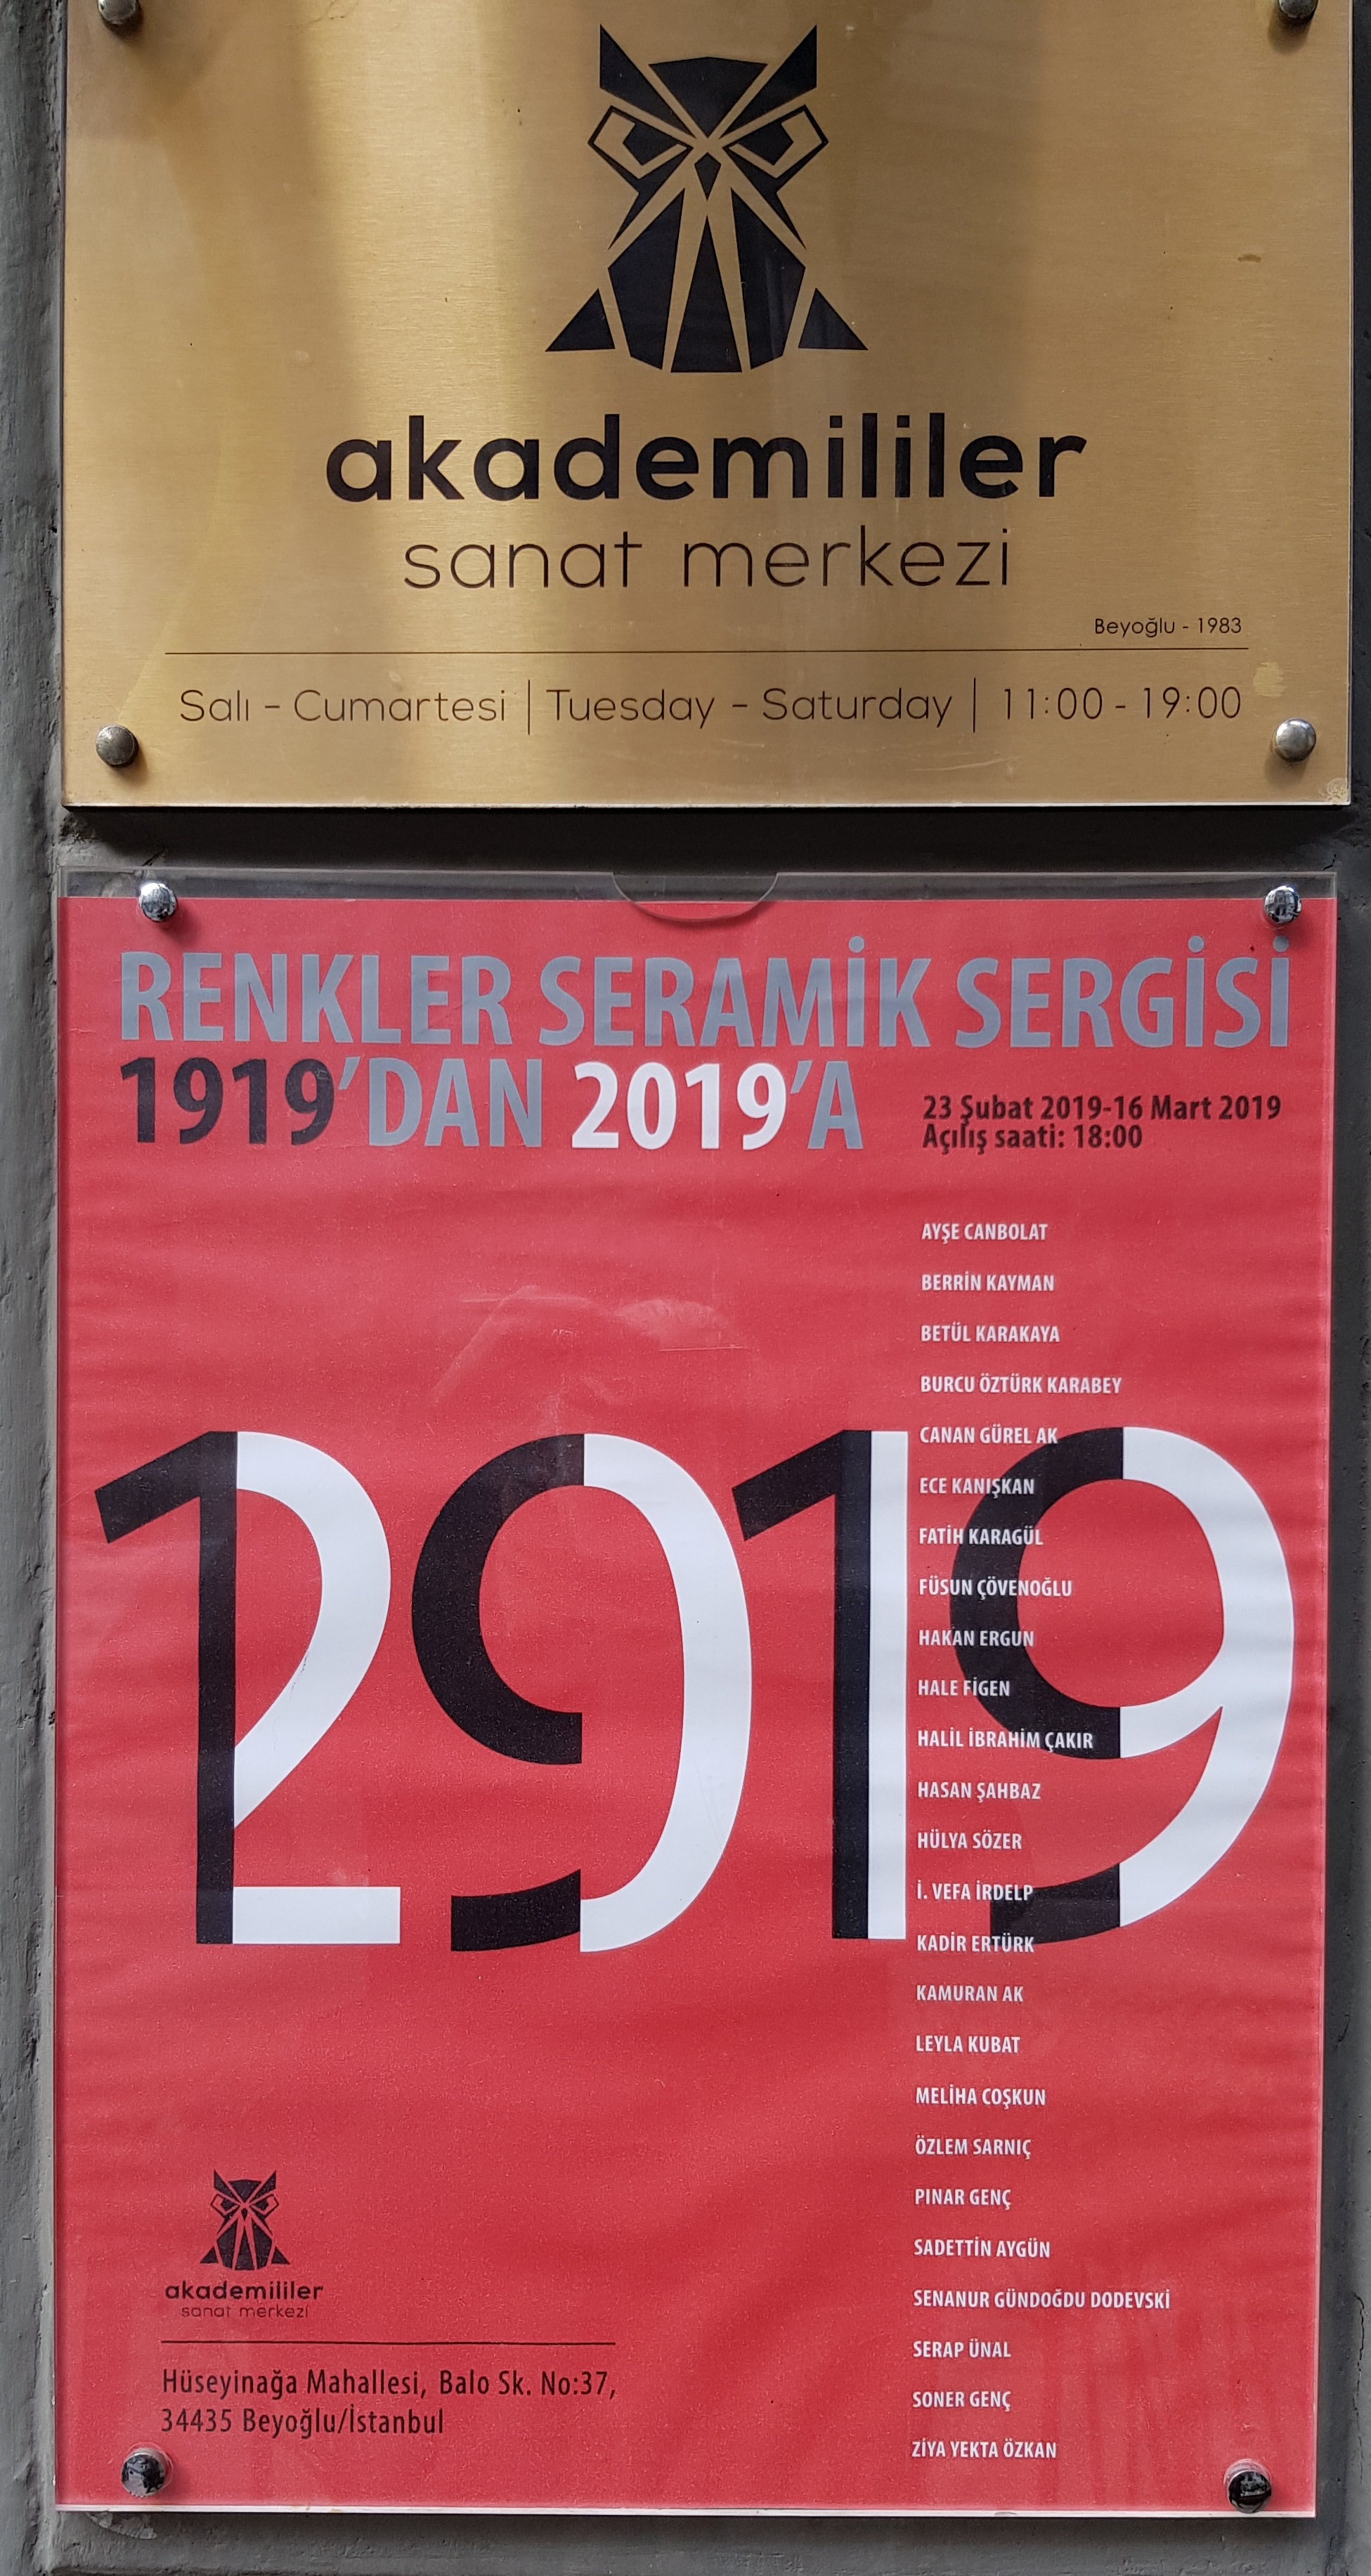 akademililer
sanat merkezi
Beyoğlu - 1983
Salı - Cumartesi | Tuesday - Saturday | 11:00 - 19:00
RENKLER SERAMİK SERGİSİ
1919'DAN 2019'A
23 Şubat 2019-16 Mart 2019
Açılış saati: 18:00
AYŞE CANBOLAT
BERRİN KAYMAN
BETÜL KARAKAYA
BURCU ÖZTÜRK KARABEY
CANAN GÜREL AK
ECE KANIŞKAN
FATİH KARAGÜL
FÜSUN ÇÖVENOĞLU
HAKAN ERGUN
HALE FİGEN
HALİL İBRAHİM ÇAKIR
HASAN ŞAHBAZ
HÜLYA SÖZER
İ. VEFA İRDELP
KADİR ERTÜRK
KAMURAN AK
LEYLA KUBAT
MELİHA COŞKUN
ÖZLEM SARNIÇ
PINAR GENÇ
SADETTİN AYGÜN
SENANUR GÜNDOĞDU DODEVSKİ
SERAP ÜNAL
SONER GENÇ
ZİYA YEKTA ÖZKAN
1919
akademililer
sanat merkezi
Hüseyinağa Mahallesi, Balo Sk. No:37,
34435 Beyoğlu/İstanbul